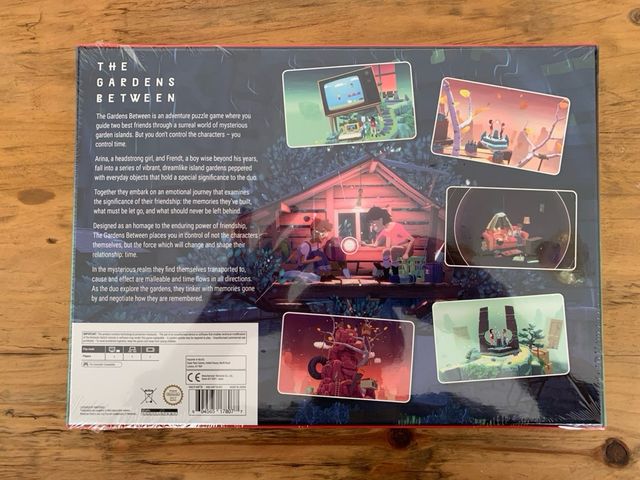 THE
GARDENS
BETWEEN
The Gardens Between is an adventure puzzle game where you
guide two best friends through a surreal world of mysterious
garden islands. But you don't control the characters – you
control time.
Arina, a headstrong girl, and Frendt, a boy wise beyond his years,
fall into a series of vibrant, dreamlike island gardens peppered
with everyday objects that hold a special significance to the duo.
Together they embark on an emotional journey that examines
the significance of their friendship: the memories they've built,
what must be let go, and what should never be left behind.
Designed as an homage to the enduring power of friendship,
The Gardens Between places you in control of not the characters
themselves, but the force which will change and shape their
relationship: time.
In the mysterious realm they find themselves transported to,
cause and effect are malleable and time flows in all directions.
As the duo explore the gardens, they tinker with memories gone
by and negotiate how they are remembered.
CE